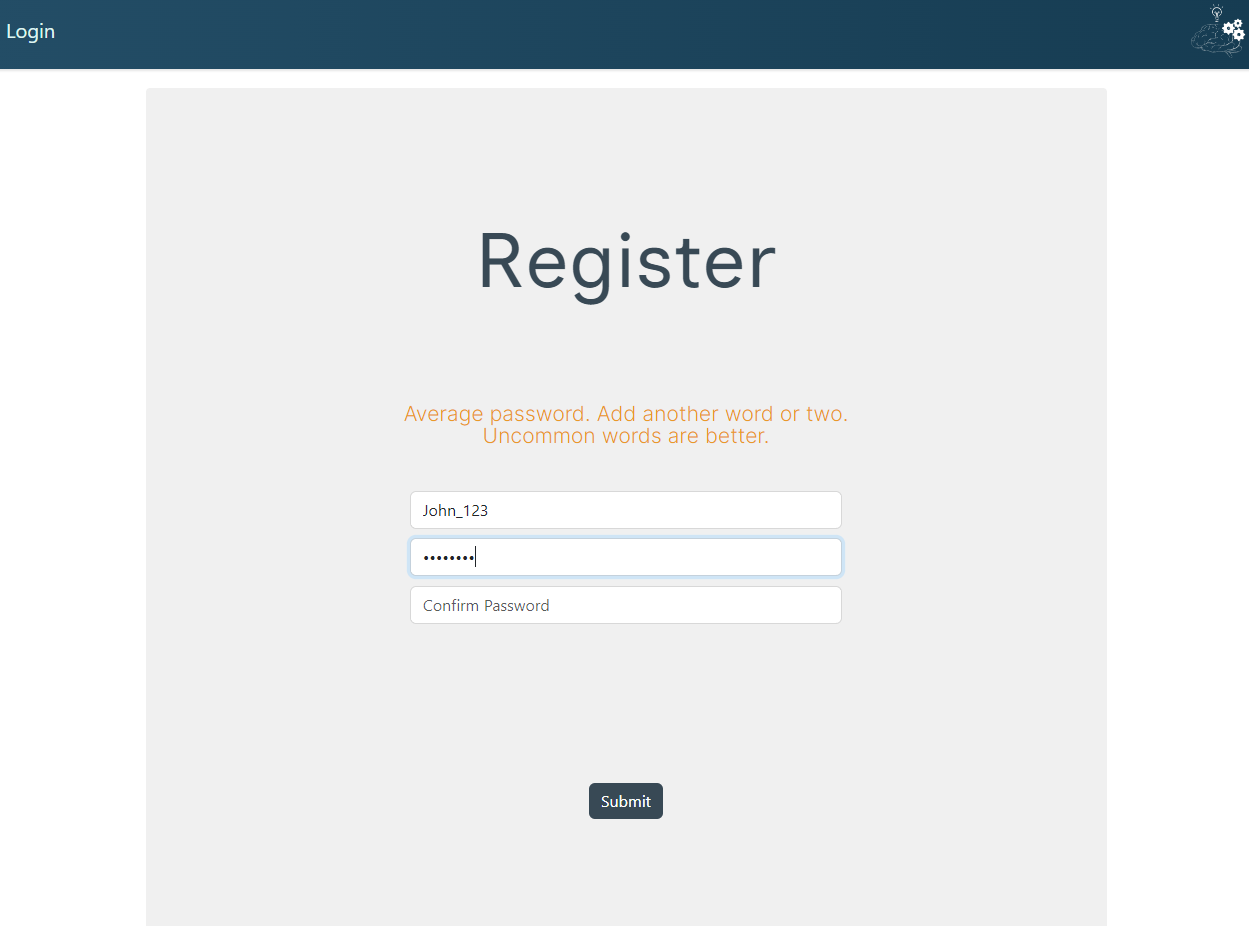 Login
Register
Average password. Add another word or two.
Uncommon words are better.
John_123
••••••••
Confirm Password
Submit